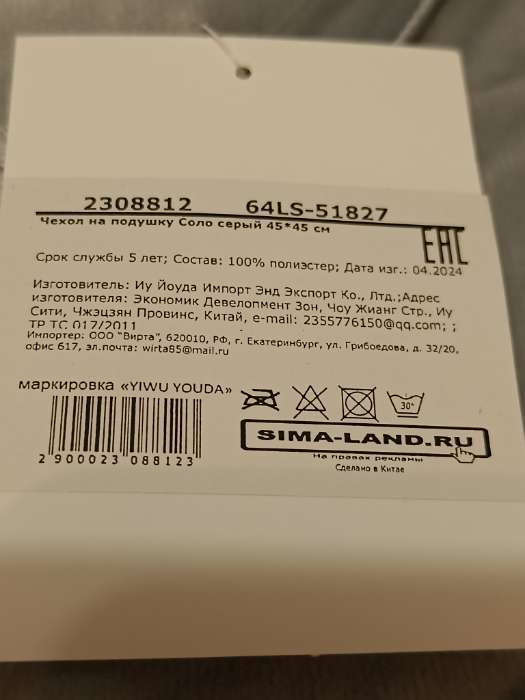 2308812 64LS-51827
Чехол на подушку Соло серый 45*45 см
EAC
Срок службы 5 лет; Состав: 100% полиэстер; Дата изг.: 04.2024
Изготовитель: Иу Йоуда Импорт Энд Экспорт Ко., Лтд.;Адрес
изготовителя: Экономик Девелопмент Зон, Чоу Жианг Стр., Иу
Сити, Чжэцзян Провинс, Китай, e-mail: 2355776150@qq.com; ;
ТР ТС 017/2011
Импортер: ООО "Вирта", 620010, РФ, г. Екатеринбург, ул. Грибоедова, д. 32/20,
офис 617, эл.почта: wirta85@mail.ru
маркировка «YIWU YOUDA»
30°
2 900023 088123
SIMA-LAND.RU
На правах рекламы
Сделано в Китае